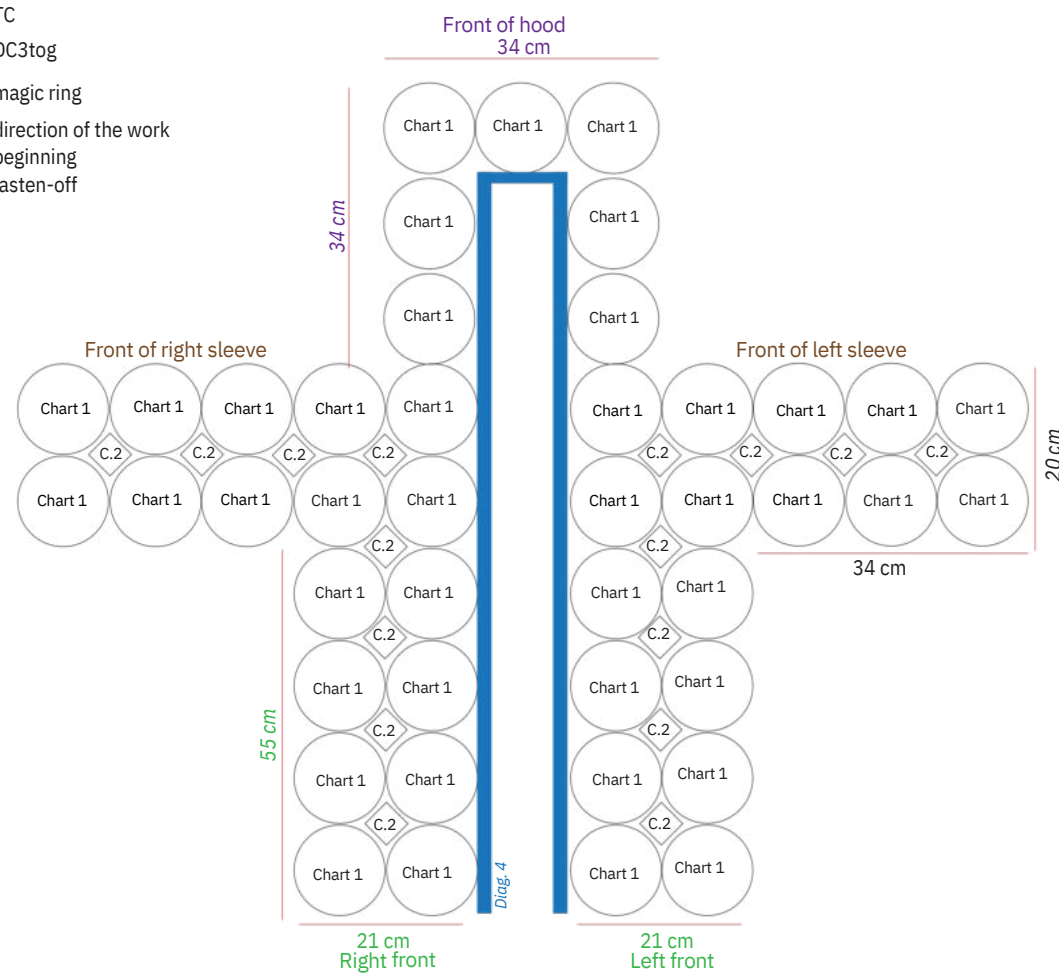 TC
DC3tog
magic ring
direction of the work
beginning
fasten-off
Front of hood
34 cm
Chart 1 Chart 1 Chart 1
34 cm
Chart 1 Chart 1
Chart 1 Chart 1
Front of right sleeve Front of left sleeve
Chart 1 Chart 1 Chart 1 Chart 1 Chart 1 Chart 1 Chart 1 Chart 1 Chart 1 Chart 1
C.2 C.2 C.2 C.2 C.2 C.2 C.2 C.2
20 cm
Chart 1 Chart 1 Chart 1 Chart 1 Chart 1 Chart 1 Chart 1 Chart 1 Chart 1 Chart 1
C.2 C.2
34 cm
Chart 1 Chart 1 Chart 1 Chart 1
C.2 C.2
Chart 1 Chart 1 Chart 1 Chart 1
55 cm
C.2 C.2
Chart 1 Chart 1 Chart 1 Chart 1
C.2 C.2
Chart 1 Chart 1 Chart 1 Chart 1
Diag. 4
21 cm 21 cm
Right front Left front